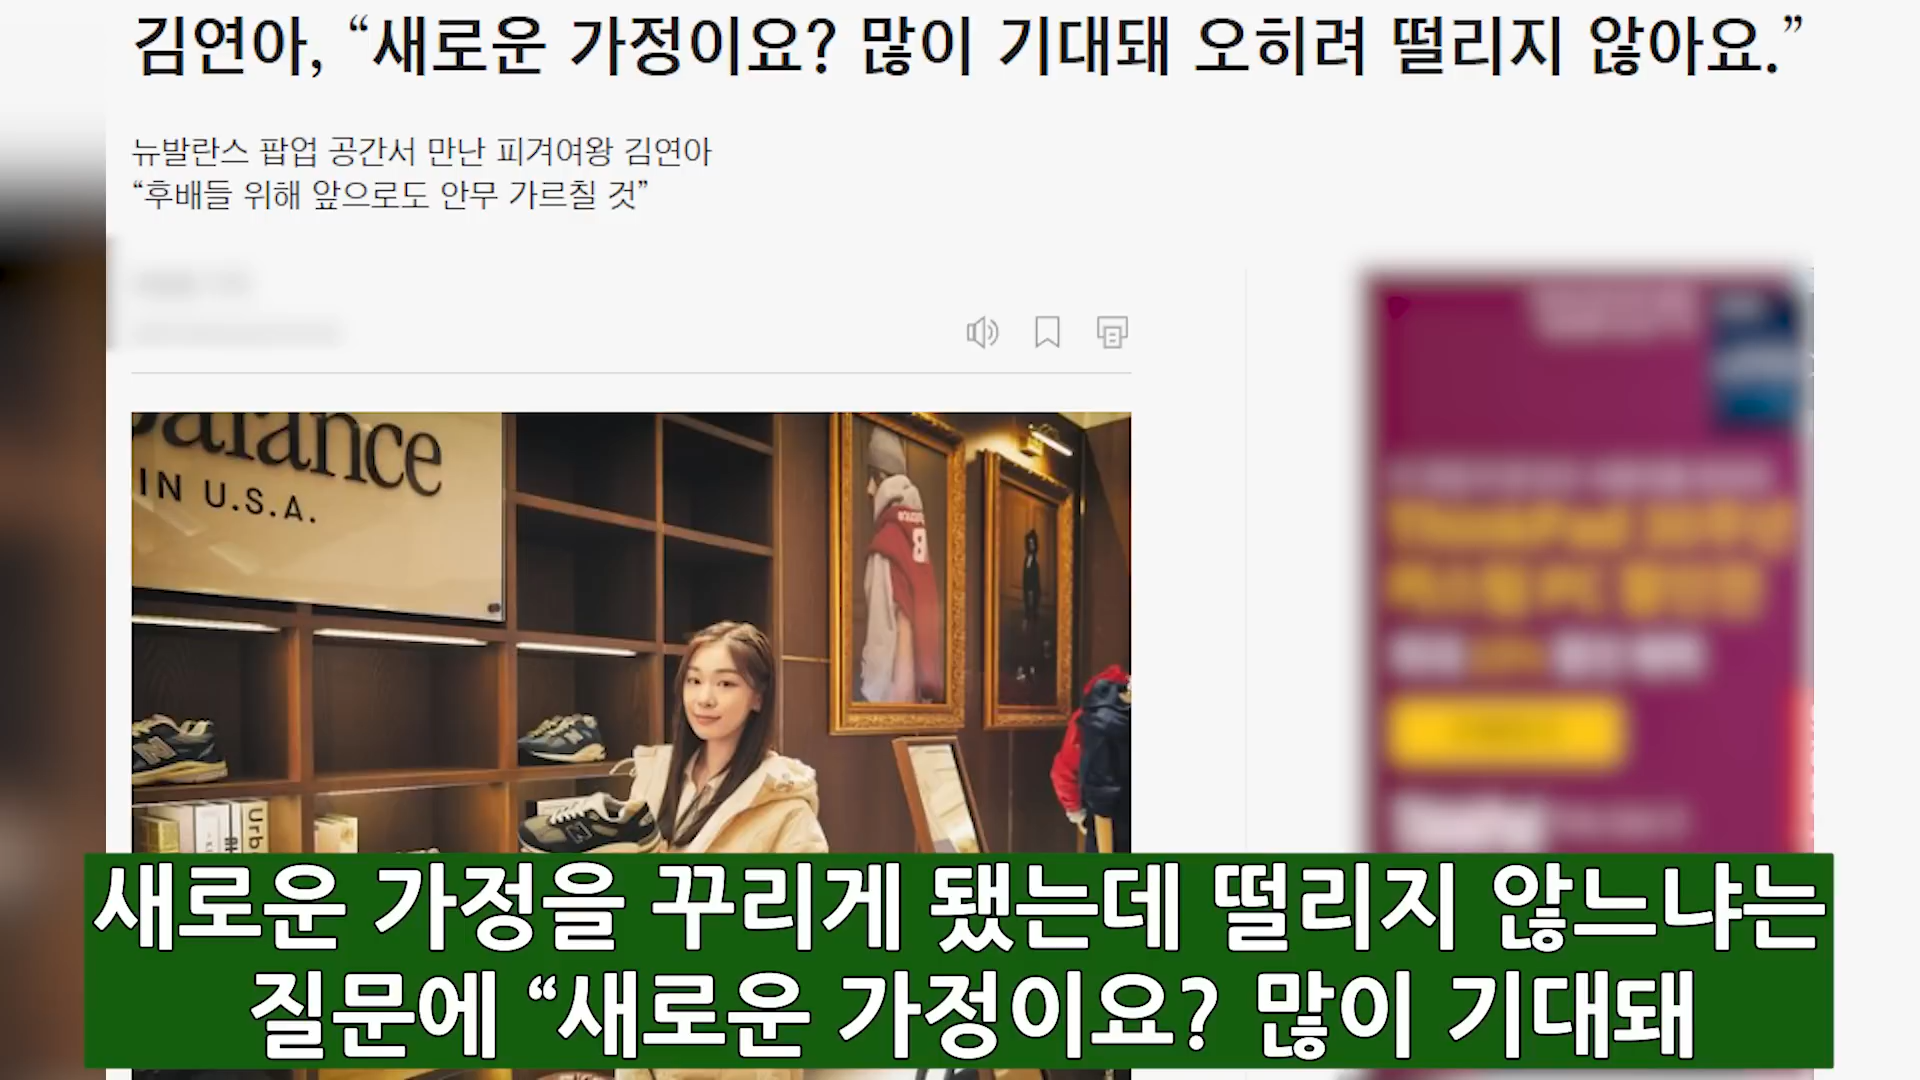 김연아, “새로운 가정이요? 많이 기대돼 오히려 떨리지 않아요.”
뉴발란스 팝업 공간서 만난 피겨여왕 김연아
“후배들 위해 앞으로도 안무 가르칠 것”
balance
IN U.S.A.
8
Urb
새로운 가정을 꾸리게 됐는데 떨리지 않느냐는
질문에 “새로운 가정이요? 많이 기대돼